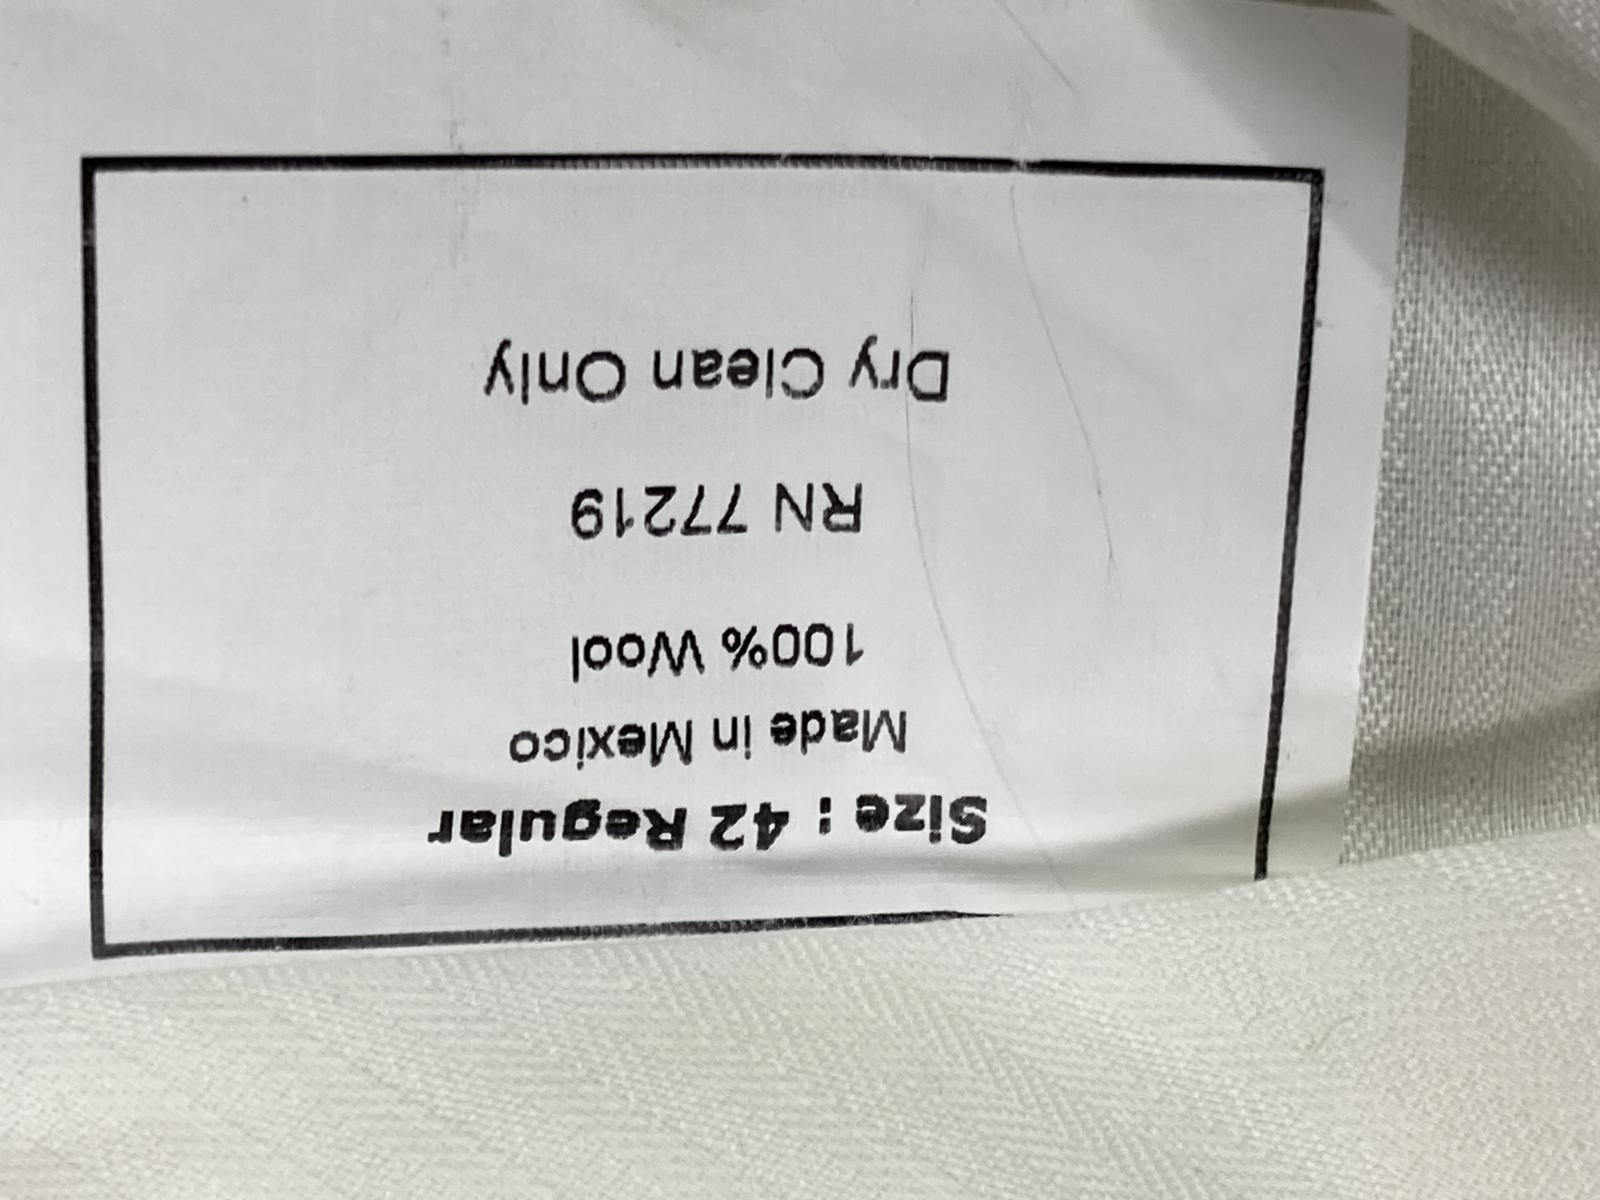 Size : 42 Regular
Made in Mexico
100% Wool
RN 77219
Dry Clean Only